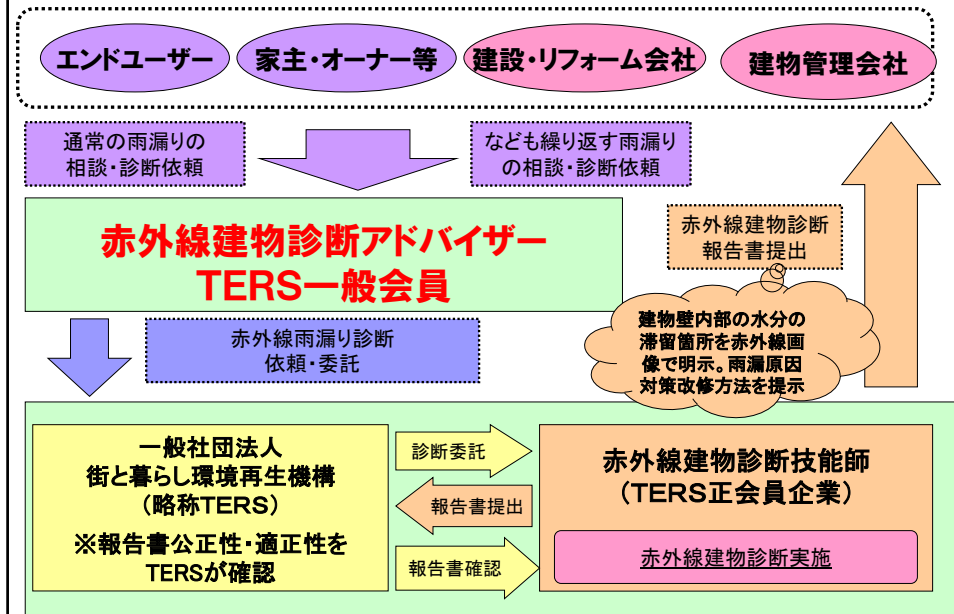 エンドユーザー
家主・オーナー等
建設・リフォーム会社
建物管理会社
通常の雨漏りの
相談・診断依頼
なども繰り返す雨漏り
の相談・診断依頼
赤外線建物診断アドバイザー
TERS一般会員
赤外線建物診断
報告書提出
建物壁内部の水分の
滞留箇所を赤外線画
像で明示。雨漏原因
対策改修方法を提示
赤外線雨漏り診断
依頼・委託
一般社団法人
街と暮らし環境再生機構
(略称TERS)
※報告書公正性・適正性を
TERSが確認
診断委託
報告書提出
報告書確認
赤外線建物診断技能師
(TERS正会員企業)
赤外線建物診断実施